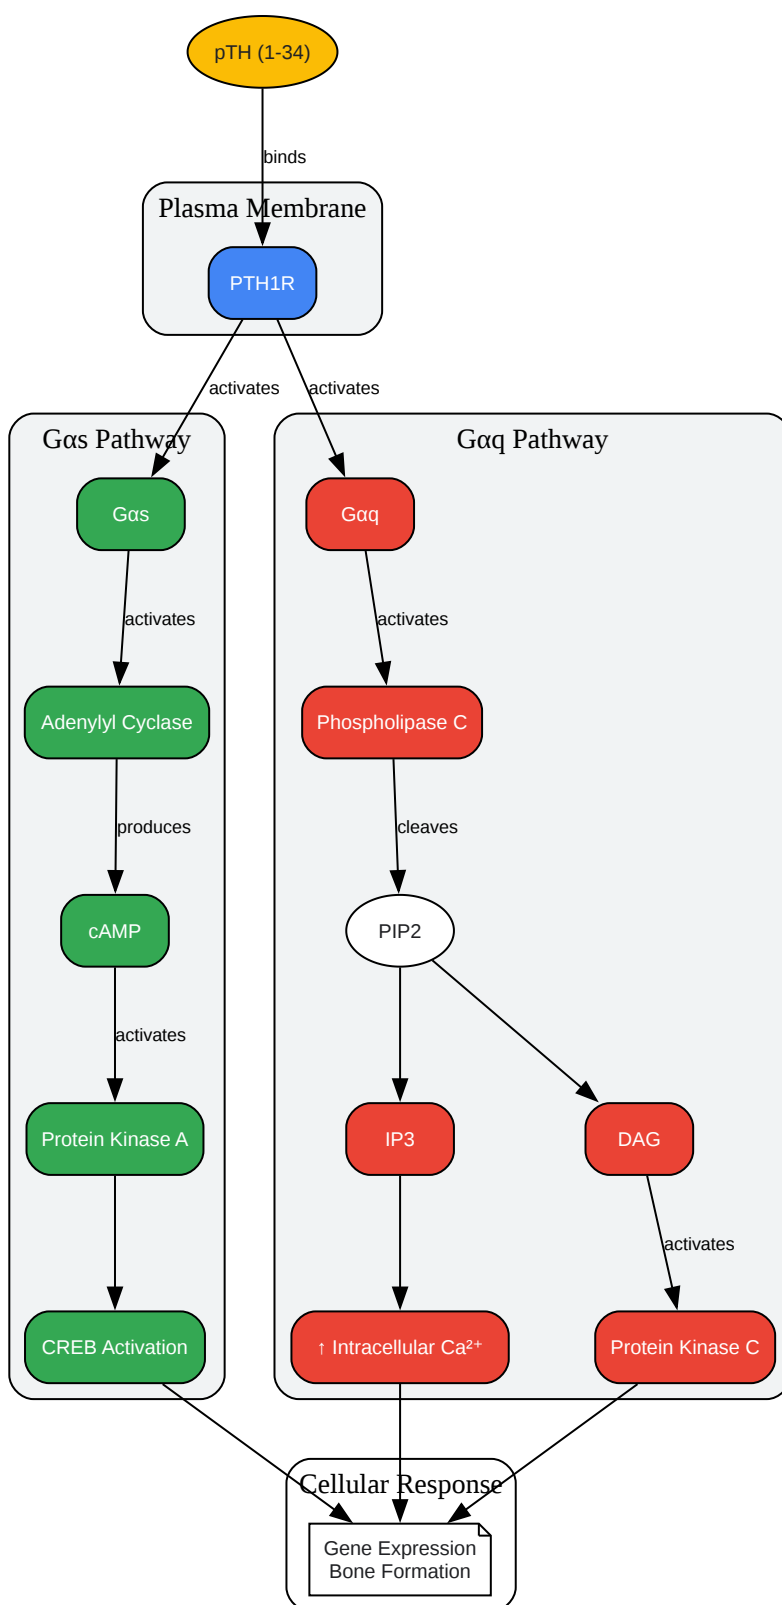 pTH (1-34)
binds
Plasma Membrane
PTH1R
activates
activates
Gαs Pathway
Gαq Pathway
Gαs
Gαq
activates
activates
Adenylyl Cyclase
Phospholipase C
produces
cleaves
cAMP
PIP2
activates
Protein Kinase A
IP3
DAG
activates
CREB Activation
↑ Intracellular Ca²⁺
Protein Kinase C
Cellular Response
Gene Expression
Bone Formation